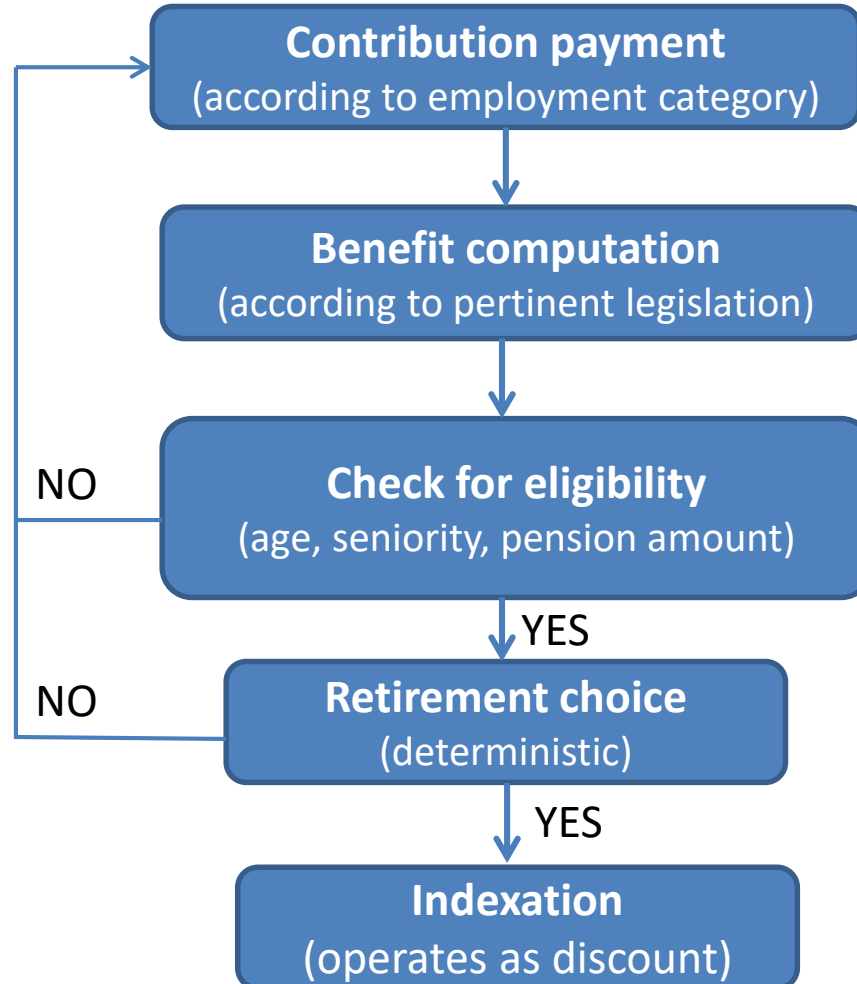 Contribution payment
(according to employment category)
Benefit computation
(according to pertinent legislation)
Check for eligibility
(age, seniority, pension amount)
NO
YES
Retirement choice
(deterministic)
NO
YES
Indexation
(operates as discount)